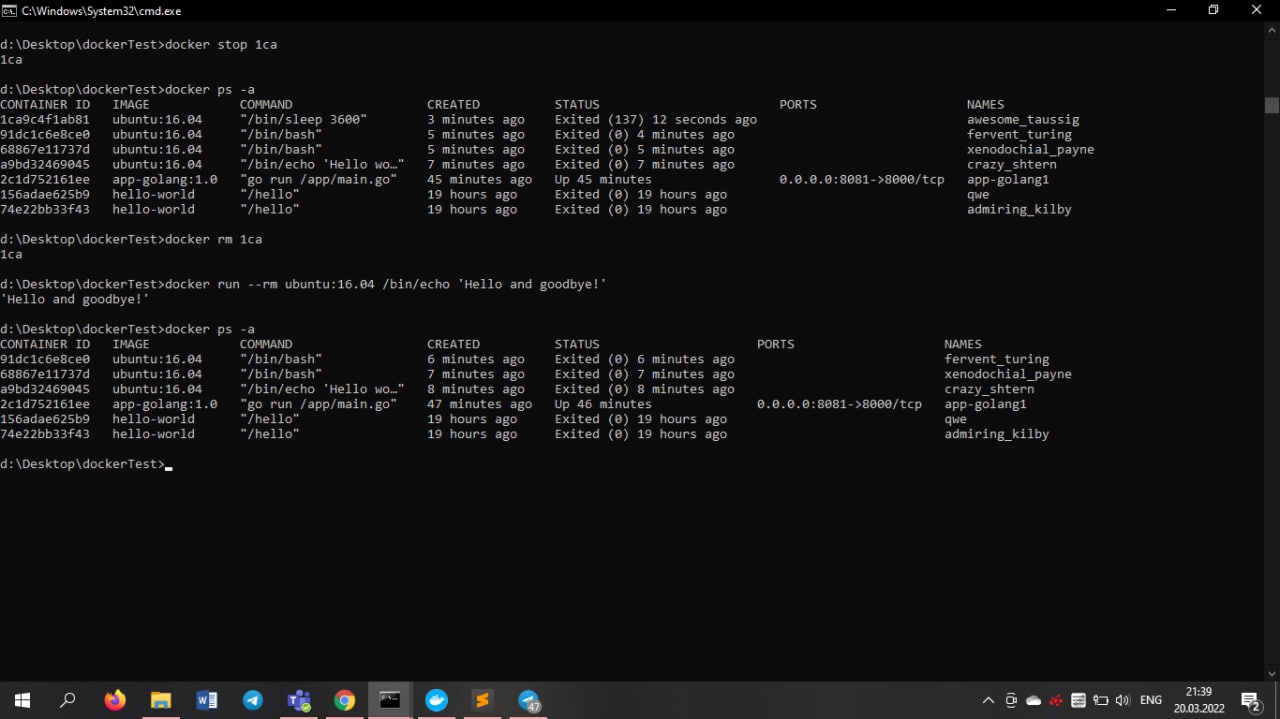 C:\Windows\System32\cmd.exe
d:\Desktop\dockerTest>docker stop 1ca
1ca
d:\Desktop\dockerTest>docker ps -a
CONTAINER ID IMAGE COMMAND CREATED STATUS PORTS NAMES
1ca9c4f1ab81 ubuntu:16.04 "/bin/sleep 3600" 3 minutes ago Exited (137) 12 seconds ago awesome_taussig
91dc1c6e8ce0 ubuntu:16.04 "/bin/bash" 5 minutes ago Exited (0) 4 minutes ago fervent_turing
68867e11737d ubuntu:16.04 "/bin/bash" 5 minutes ago Exited (0) 5 minutes ago xenodochial_payne
a9bd32469045 ubuntu:16.04 "/bin/echo 'Hello wo…" 7 minutes ago Exited (0) 7 minutes ago crazy_shtern
2c1d752161ee app-golang:1.0 "go run /app/main.go" 45 minutes ago Up 45 minutes 0.0.0.0:8081->8000/tcp app-golang1
156adae625b9 hello-world "/hello" 19 hours ago Exited (0) 19 hours ago qwe
74e22bb33f43 hello-world "/hello" 19 hours ago Exited (0) 19 hours ago admiring_kilby
d:\Desktop\dockerTest>docker rm 1ca
1ca
d:\Desktop\dockerTest>docker run --rm ubuntu:16.04 /bin/echo 'Hello and goodbye!'
'Hello and goodbye!'
d:\Desktop\dockerTest>docker ps -a
CONTAINER ID IMAGE COMMAND CREATED STATUS PORTS NAMES
91dc1c6e8ce0 ubuntu:16.04 "/bin/bash" 6 minutes ago Exited (0) 6 minutes ago fervent_turing
68867e11737d ubuntu:16.04 "/bin/bash" 7 minutes ago Exited (0) 7 minutes ago xenodochial_payne
a9bd32469045 ubuntu:16.04 "/bin/echo 'Hello wo…" 8 minutes ago Exited (0) 8 minutes ago crazy_shtern
2c1d752161ee app-golang:1.0 "go run /app/main.go" 47 minutes ago Up 46 minutes 0.0.0.0:8081->8000/tcp app-golang1
156adae625b9 hello-world "/hello" 19 hours ago Exited (0) 19 hours ago qwe
74e22bb33f43 hello-world "/hello" 19 hours ago Exited (0) 19 hours ago admiring_kilby
d:\Desktop\dockerTest>
47
ENG
21:39
20.03.2022
2